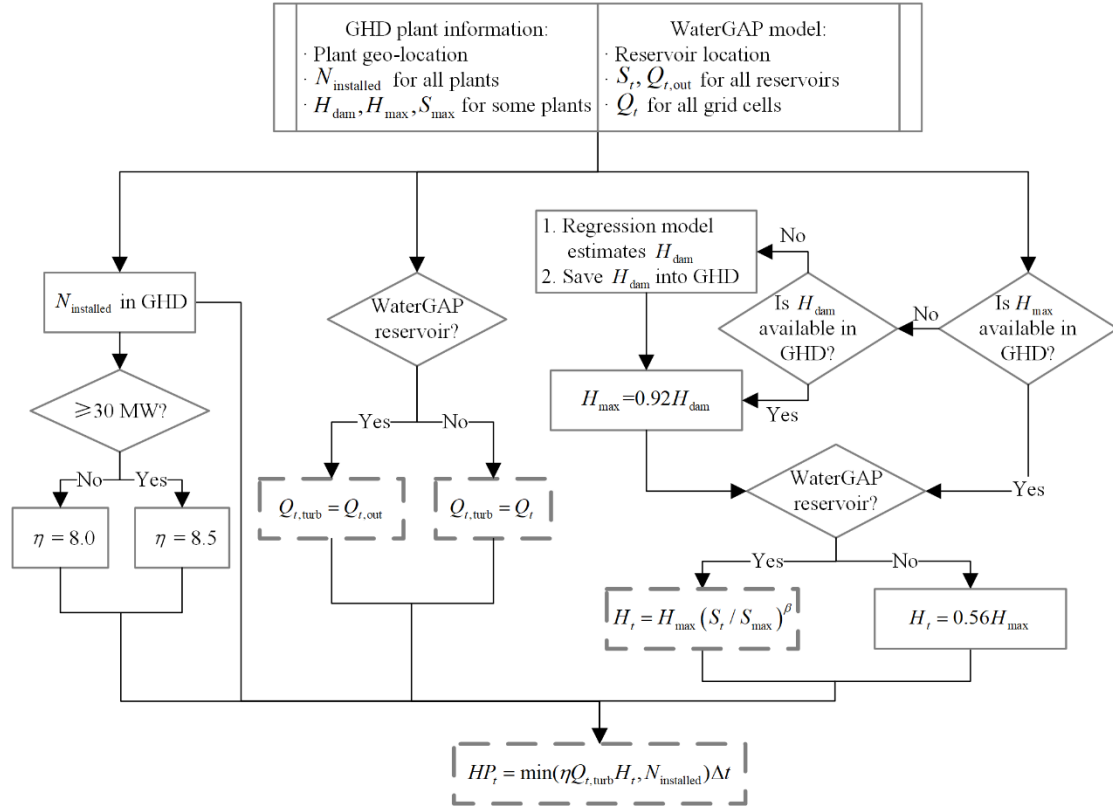 GHD plant information:
· Plant geo-location
· N_installed for all plants
· H_dam, H_max, S_max for some plants
WaterGAP model:
· Reservoir location
· S_t, Q_t,out for all reservoirs
· Q_t for all grid cells
N_installed in GHD
≥30 MW?
No
Yes
η = 8.0
η = 8.5
WaterGAP
reservoir?
Yes
No
Q_t,turb = Q_t,out
Q_t,turb = Q_t
1. Regression model
estimates H_dam
2. Save H_dam into GHD
No
Is H_dam
available in
GHD?
No
Is H_max
available in
GHD?
H_max=0.92H_dam
Yes
Yes
WaterGAP
reservoir?
Yes
No
H_t = H_max (S_t / S_max)^β
H_t = 0.56H_max
HP_t = min(ηQ_t,turb H_t, N_installed)Δt